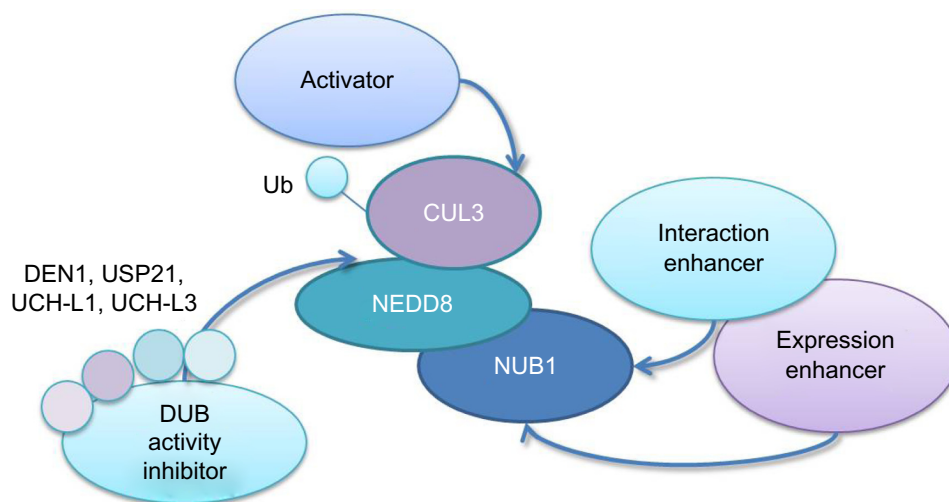 Activator
Ub
CUL3
Interaction
enhancer
DEN1, USP21,
UCH-L1, UCH-L3
NEDD8
Expression
enhancer
NUB1
DUB
activity
inhibitor